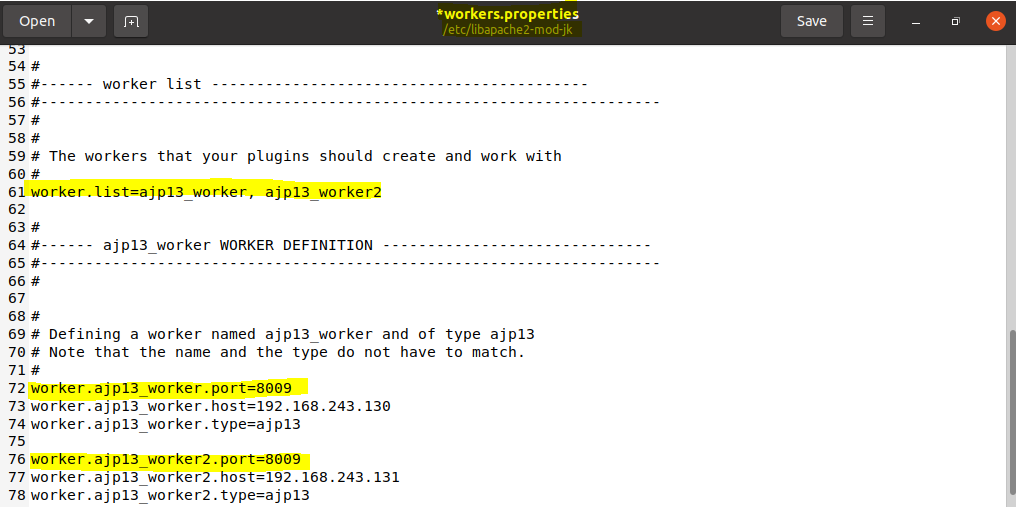 Open
*workers.properties
/etc/libapache2-mod-jk
Save
53
54 #
55 #------ worker list ------------------------------------------
56 #---------------------------------------------------------------------
57 #
58 #
59 # The workers that your plugins should create and work with
60 #
61 worker.list=ajp13_worker, ajp13_worker2
62
63 #
64 #------ ajp13_worker WORKER DEFINITION ------------------------------
65 #---------------------------------------------------------------------
66 #
67
68 #
69 # Defining a worker named ajp13_worker and of type ajp13
70 # Note that the name and the type do not have to match.
71 #
72 worker.ajp13_worker.port=8009
73 worker.ajp13_worker.host=192.168.243.130
74 worker.ajp13_worker.type=ajp13
75
76 worker.ajp13_worker2.port=8009
77 worker.ajp13_worker2.host=192.168.243.131
78 worker.ajp13_worker2.type=ajp13